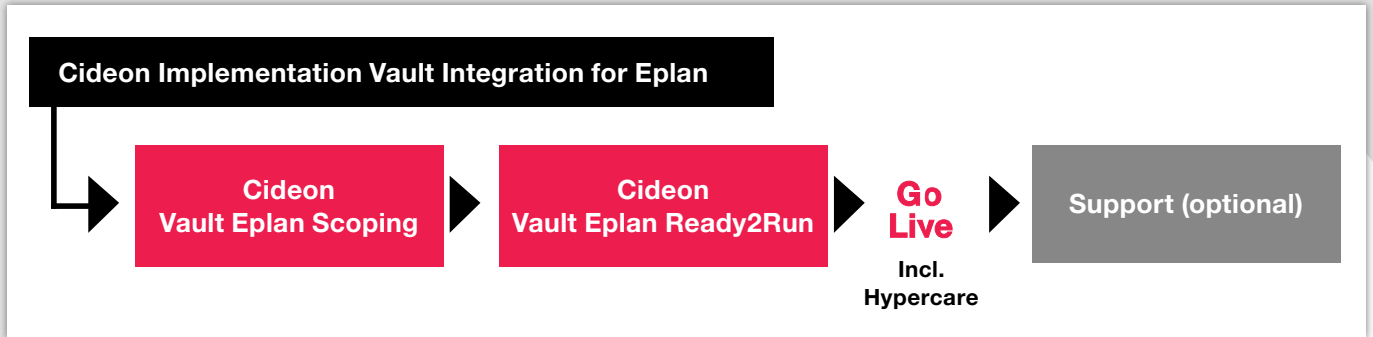 Cideon Implementation Vault Integration for Eplan
Cideon
Vault Eplan Scoping
Cideon
Vault Eplan Ready2Run
Go
Live
Incl.
Hypercare
Support (optional)